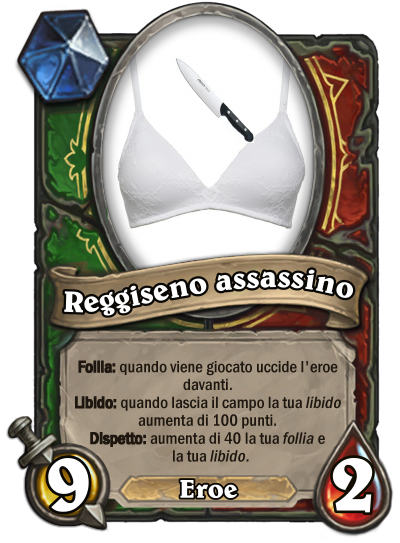 Reggiseno assassino
Follia: quando viene giocato uccide l'eroe
davanti.
Libido: quando lascia il campo la tua libido
aumenta di 100 punti.
Dispetto: aumenta di 40 la tua follia e
la tua libido.
9
Eroe
2